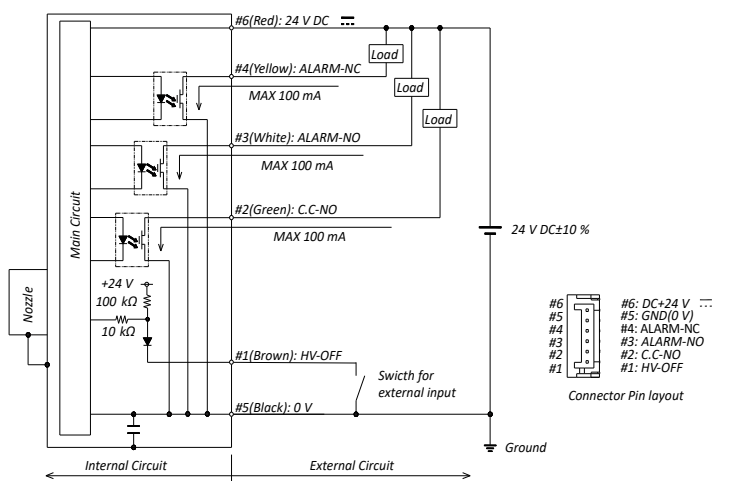 #6(Red): 24 V DC
Load
#4(Yellow): ALARM-NC
MAX 100 mA
Load
Load
#3(White): ALARM-NO
MAX 100 mA
Main Circuit
#2(Green): C.C-NO
MAX 100 mA
24 V DC±10 %
+24 V
100 kΩ
10 kΩ
Nozzle
#1(Brown): HV-OFF
Swicth for
external input
#5(Black): 0 V
Ground
Internal Circuit
External Circuit
#6 #6: DC+24 V
#5 #5: GND(0 V)
#4 #4: ALARM-NC
#3 #3: ALARM-NO
#2 #2: C.C-NO
#1 #1: HV-OFF
Connector Pin layout